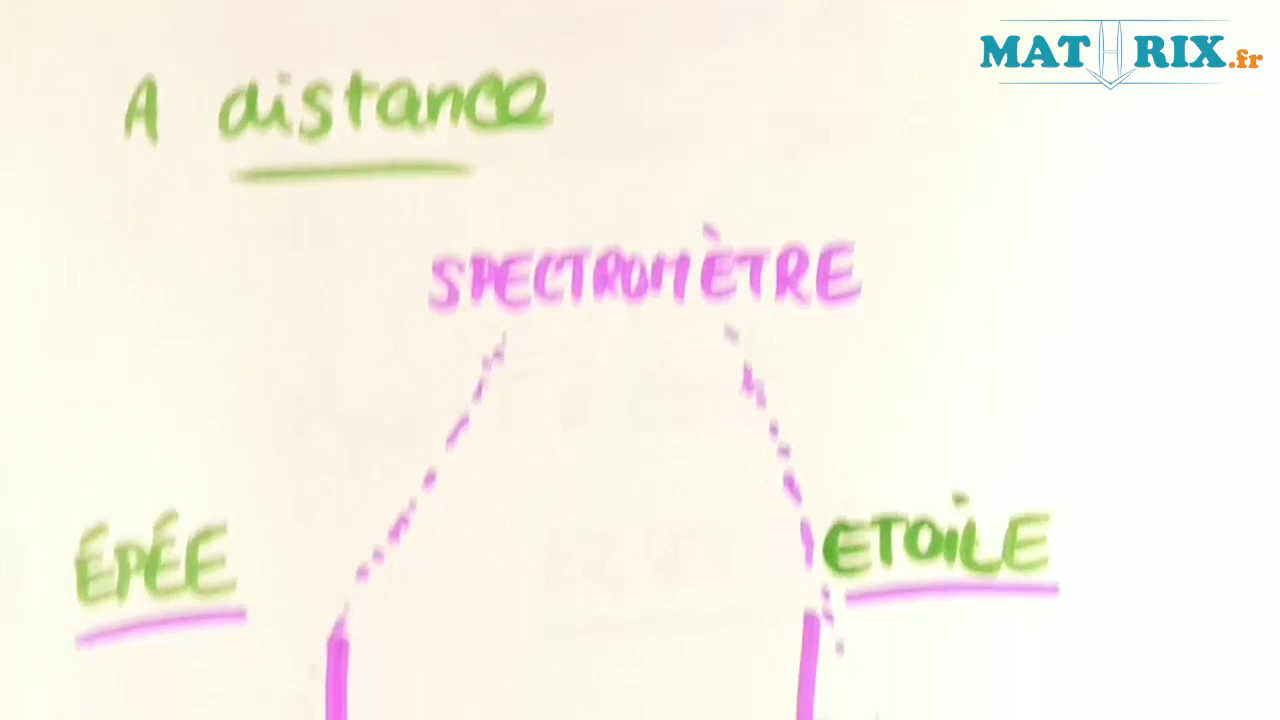 MATHRIX.fr
A distance
SPECTROMÈTRE
ÉPÉE
ETOILE